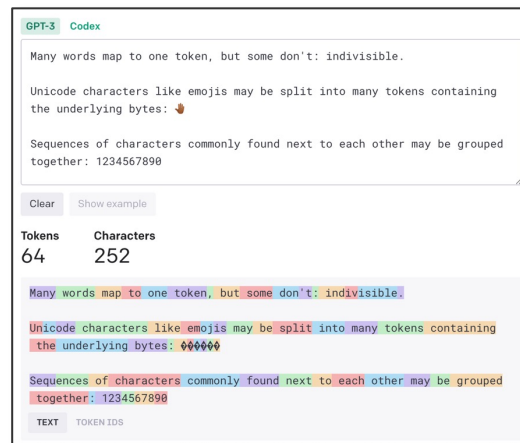 GPT-3 Codex
Many words map to one token, but some don't: indivisible.
Unicode characters like emojis may be split into many tokens containing
the underlying bytes: 🤚🏾
Sequences of characters commonly found next to each other may be grouped
together: 1234567890
Clear Show example
Tokens Characters
64 252
Many words map to one token, but some don't: indivisible.
Unicode characters like emojis may be split into many tokens containing
the underlying bytes: ������
Sequences of characters commonly found next to each other may be grouped
together: 1234567890
TEXT TOKEN IDS